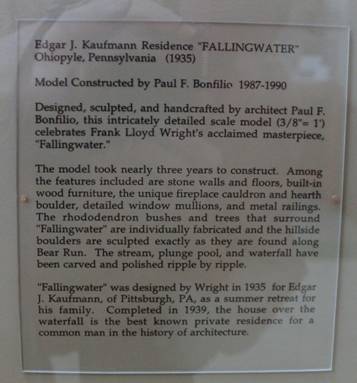 Edgar J. Kaufmann Residence "FALLINGWATER"
Ohiopyle, Pennsylvania (1935)
Model Constructed by Paul F. Bonfilio 1987-1990
Designed, sculpted, and handcrafted by architect Paul F.
Bonfilio, this intricately detailed scale model (3/8"= 1')
celebrates Frank Lloyd Wright's acclaimed masterpiece,
"Fallingwater."
The model took nearly three years to construct. Among
the features included are stone walls and floors, built-in
wood furniture, the unique fireplace cauldron and hearth
boulder, detailed window mullions, and metal railings.
The rhododendron bushes and trees that surround
"Fallingwater" are individually fabricated and the hillside
boulders are sculpted exactly as they are found along
Bear Run. The stream, plunge pool, and waterfall have
been carved and polished ripple by ripple.
"Fallingwater" was designed by Wright in 1935 for Edgar
J. Kaufmann, of Pittsburgh, PA, as a summer retreat for
his family. Completed in 1939, the house over the
waterfall is the best known private residence for a
common man in the history of architecture.